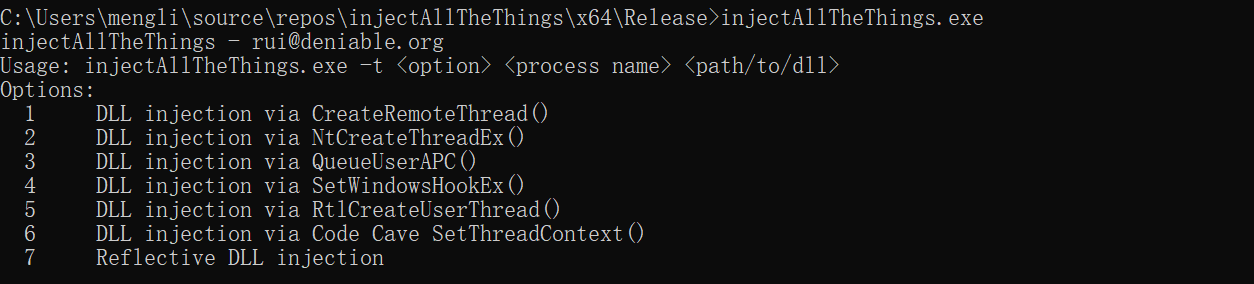 C:\Users\mengli\source\repos\injectAllTheThings\x64\Release>injectAllTheThings.exe
injectAllTheThings - rui@deniable.org
Usage: injectAllTheThings.exe -t <option> <process name> <path/to/dll>
Options:
  1     DLL injection via CreateRemoteThread()
  2     DLL injection via NtCreateThreadEx()
  3     DLL injection via QueueUserAPC()
  4     DLL injection via SetWindowsHookEx()
  5     DLL injection via RtlCreateUserThread()
  6     DLL injection via Code Cave SetThreadContext()
  7     Reflective DLL injection